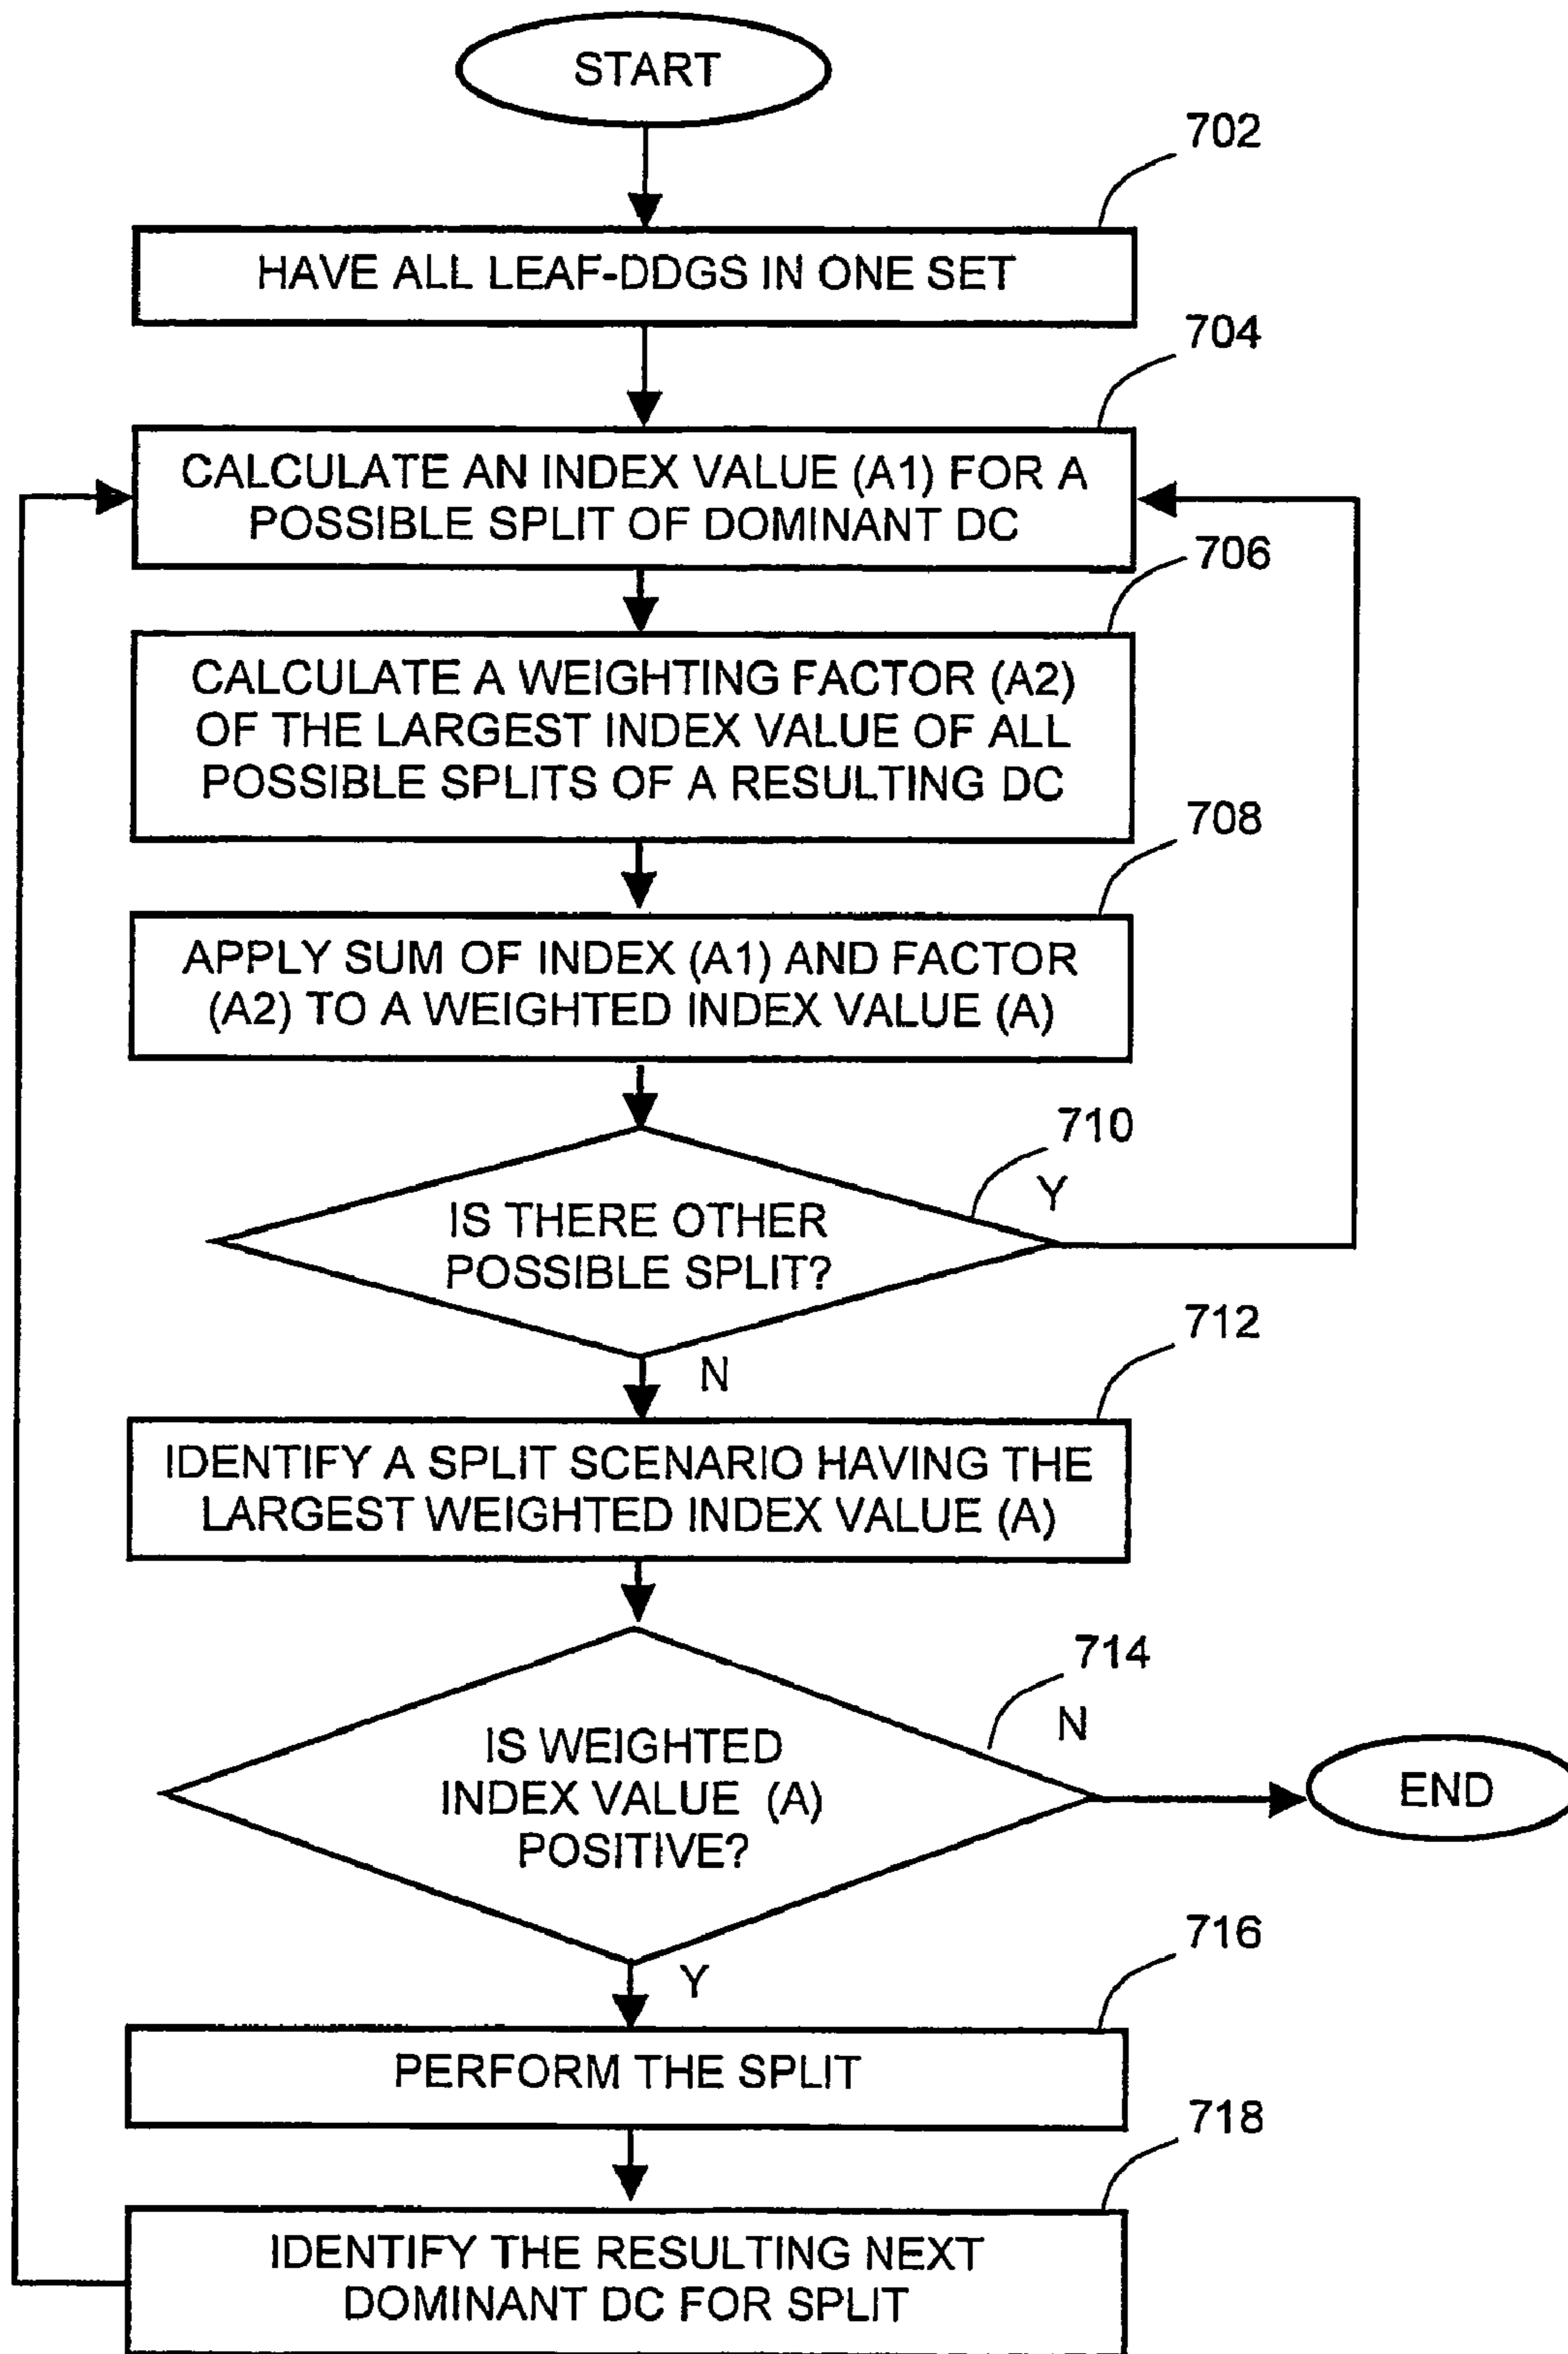 START
702
HAVE ALL LEAF-DDGS IN ONE SET
704
CALCULATE AN INDEX VALUE (A1) FOR A
POSSIBLE SPLIT OF DOMINANT DC
706
CALCULATE A WEIGHTING FACTOR (A2)
OF THE LARGEST INDEX VALUE OF ALL
POSSIBLE SPLITS OF A RESULTING DC
708
APPLY SUM OF INDEX (A1) AND FACTOR
(A2) TO A WEIGHTED INDEX VALUE (A)
710
Y
IS THERE OTHER
POSSIBLE SPLIT?
712
N
IDENTIFY A SPLIT SCENARIO HAVING THE
LARGEST WEIGHTED INDEX VALUE (A)
714
N
IS WEIGHTED
INDEX VALUE (A)
POSITIVE?
END
716
Y
PERFORM THE SPLIT
718
IDENTIFY THE RESULTING NEXT
DOMINANT DC FOR SPLIT